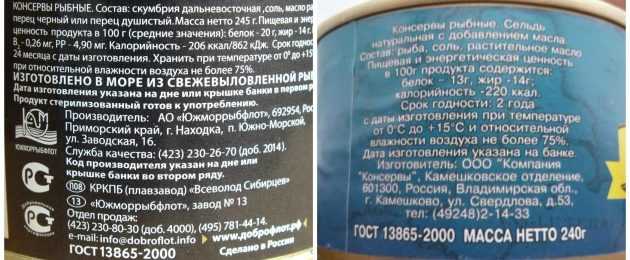 КОНСЕРВЫ РЫБНЫЕ. Состав: скумбрия дальневосточная, соль, масло ра
перец черный или перец душистый. Масса нетто 245 г. Пищевая и энерге
ценность продукта в 100 г (средние значения): белок - 20 г, жир -14 г.
В₂ - 0,26 мг, РР - 4,90 мг. Калорийность - 206 ккал/862 кДж. Срок годнос
24 месяца с даты изготовления. Хранить при температуре от 0° до +15°
при относительной влажности воздуха не более 75%.
ИЗГОТОВЛЕНО В МОРЕ ИЗ СВЕЖЕВЫЛОВЛЕННОЙ РЫ
Дата изготовления указана на дне или крышке банки в первом р
Продукт стерилизованный готов к употреблению.
Производитель: АО «Южморрыбфлот», 692954, Рос
Приморский край, г. Находка, п. Южно-Морской,
ул. Заводская, 16.
ЮЖМОРРЫБФЛОТ
Служба качества: (423) 230-26-70 (доб. 2014).
Код производителя указан на дне или
крышке банки во втором ряду.
108 КРКПБ (плавзавод) «Всеволод Сибирцев»
13 «Южморрыбфлот», завод № 13
Отдел продаж:
(423) 230-80-30 (доб. 4000), (495) 781-44-14.
e-mail: info@dobroflot.info www.доброфлот.рф
ГОСТ 13865-2000 Сделано в России
Консервы рыбные. Сельдь
натуральная с добавлением масла
Состав: рыба, соль, растительное масло
Пищевая и энергетическая ценность
в 100г продукта содержится:
белок - 13г, жир -14г.
калорийность -220 ккал.
Срок годности: 2 года
с даты изготовления при температуре
от 0°С до +15°С и относительной
влажности воздуха не более 75%.
Дата изготовления указана на банке.
Изготовитель: ООО "Компания
"Консервы", Камешковское отделение,
601300, Россия, Владимирская обл.,
г. Камешково, ул. Свердлова, д.53,
тел: (49248)2-14-33
ГОСТ 13865-2000 МАССА НЕТТО 240г